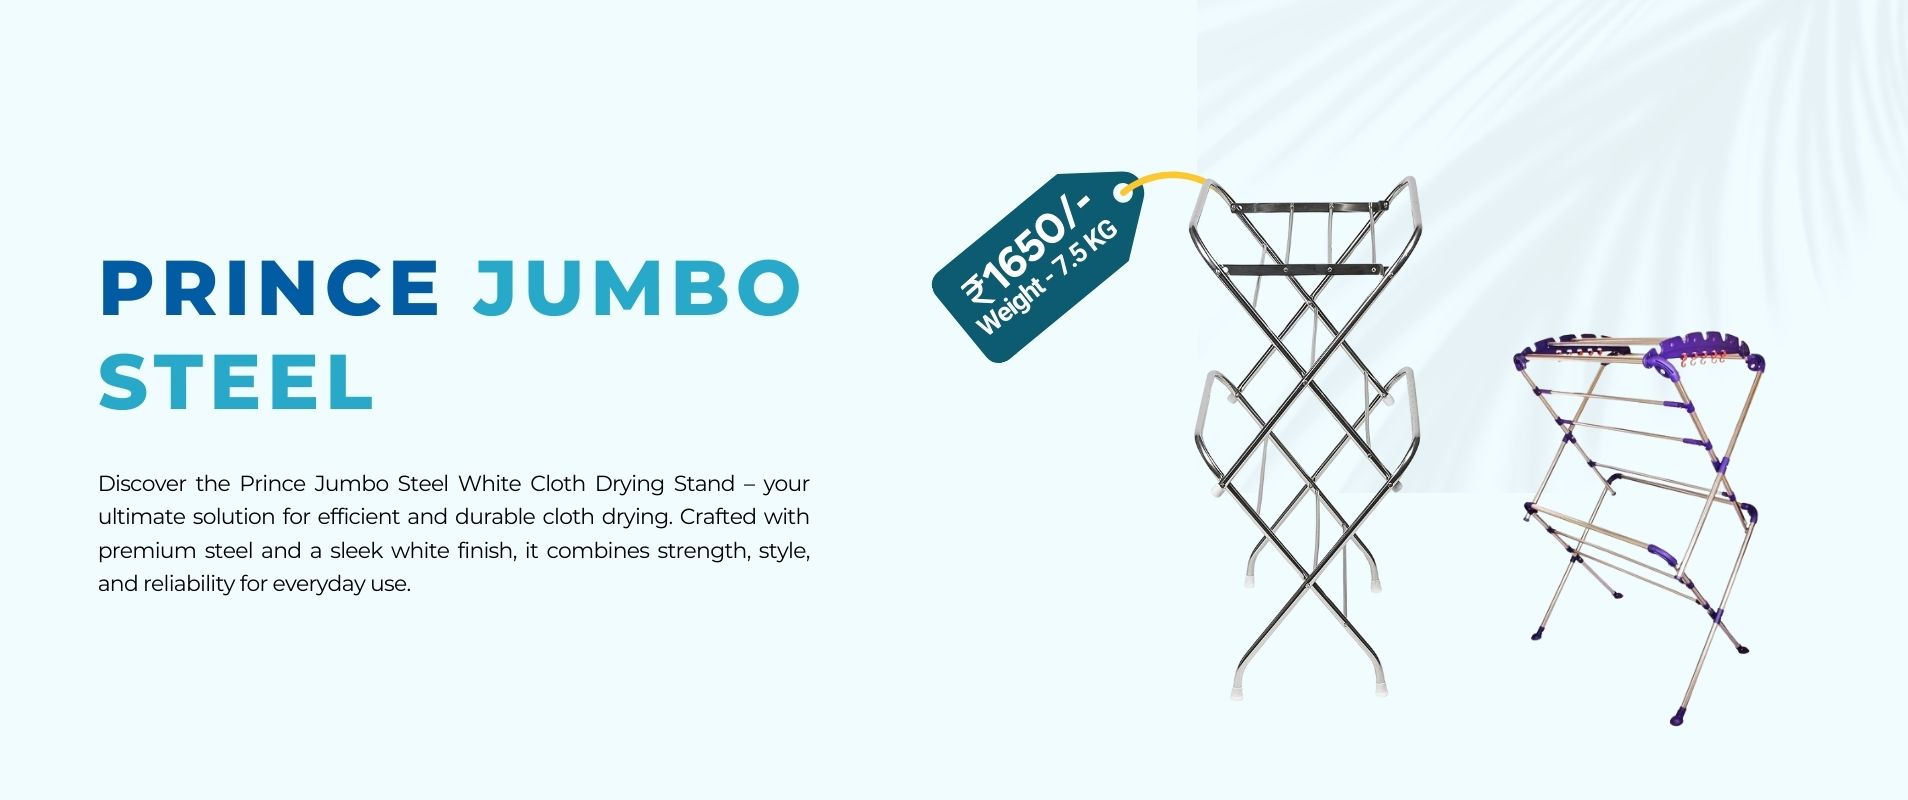 PRINCE JUMBO
STEEL
Discover the Prince Jumbo Steel White Cloth Drying Stand – your
ultimate solution for efficient and durable cloth drying. Crafted with
premium steel and a sleek white finish, it combines strength, style,
and reliability for everyday use.
₹1650/-
Weight - 7.5 KG